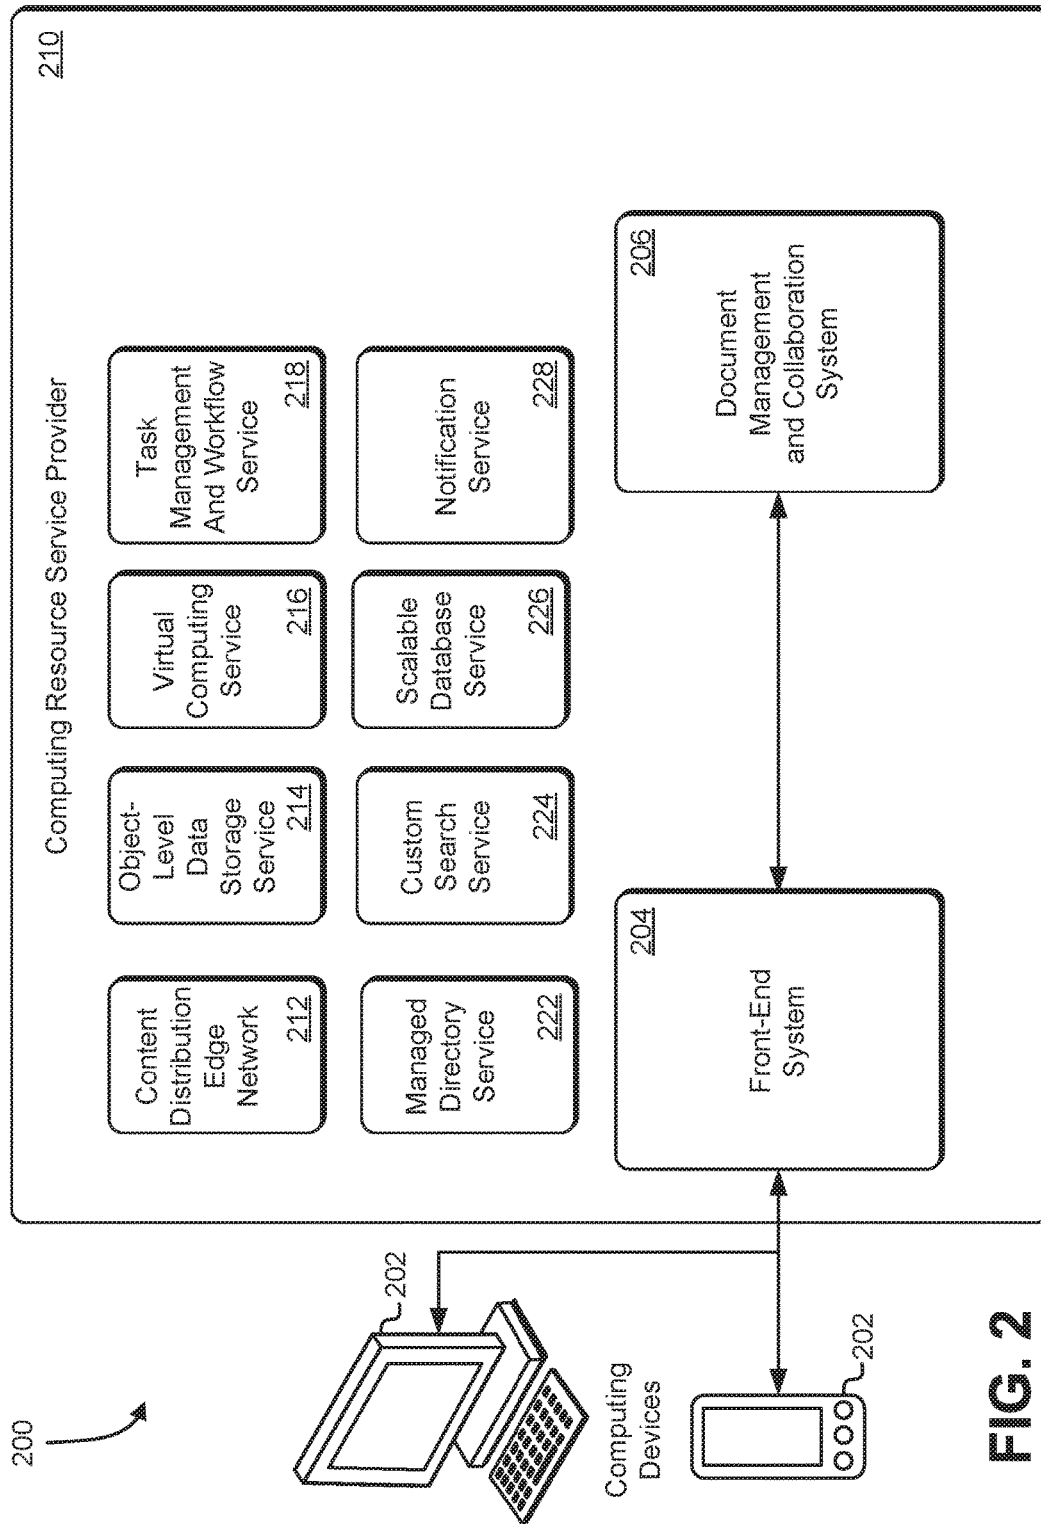 200
Computing Resource Service Provider
210
Content
Distribution
Edge
Network
212
Object-
Level
Data
Storage
Service
214
Virtual
Computing
Service
216
Task
Management
And Workflow
Service
218
Managed
Directory
Service
222
Custom
Search
Service
224
Scalable
Database
Service
226
Notification
Service
228
202
Computing
Devices
202
204
Front-End
System
206
Document
Management
and Collaboration
System
FIG. 2